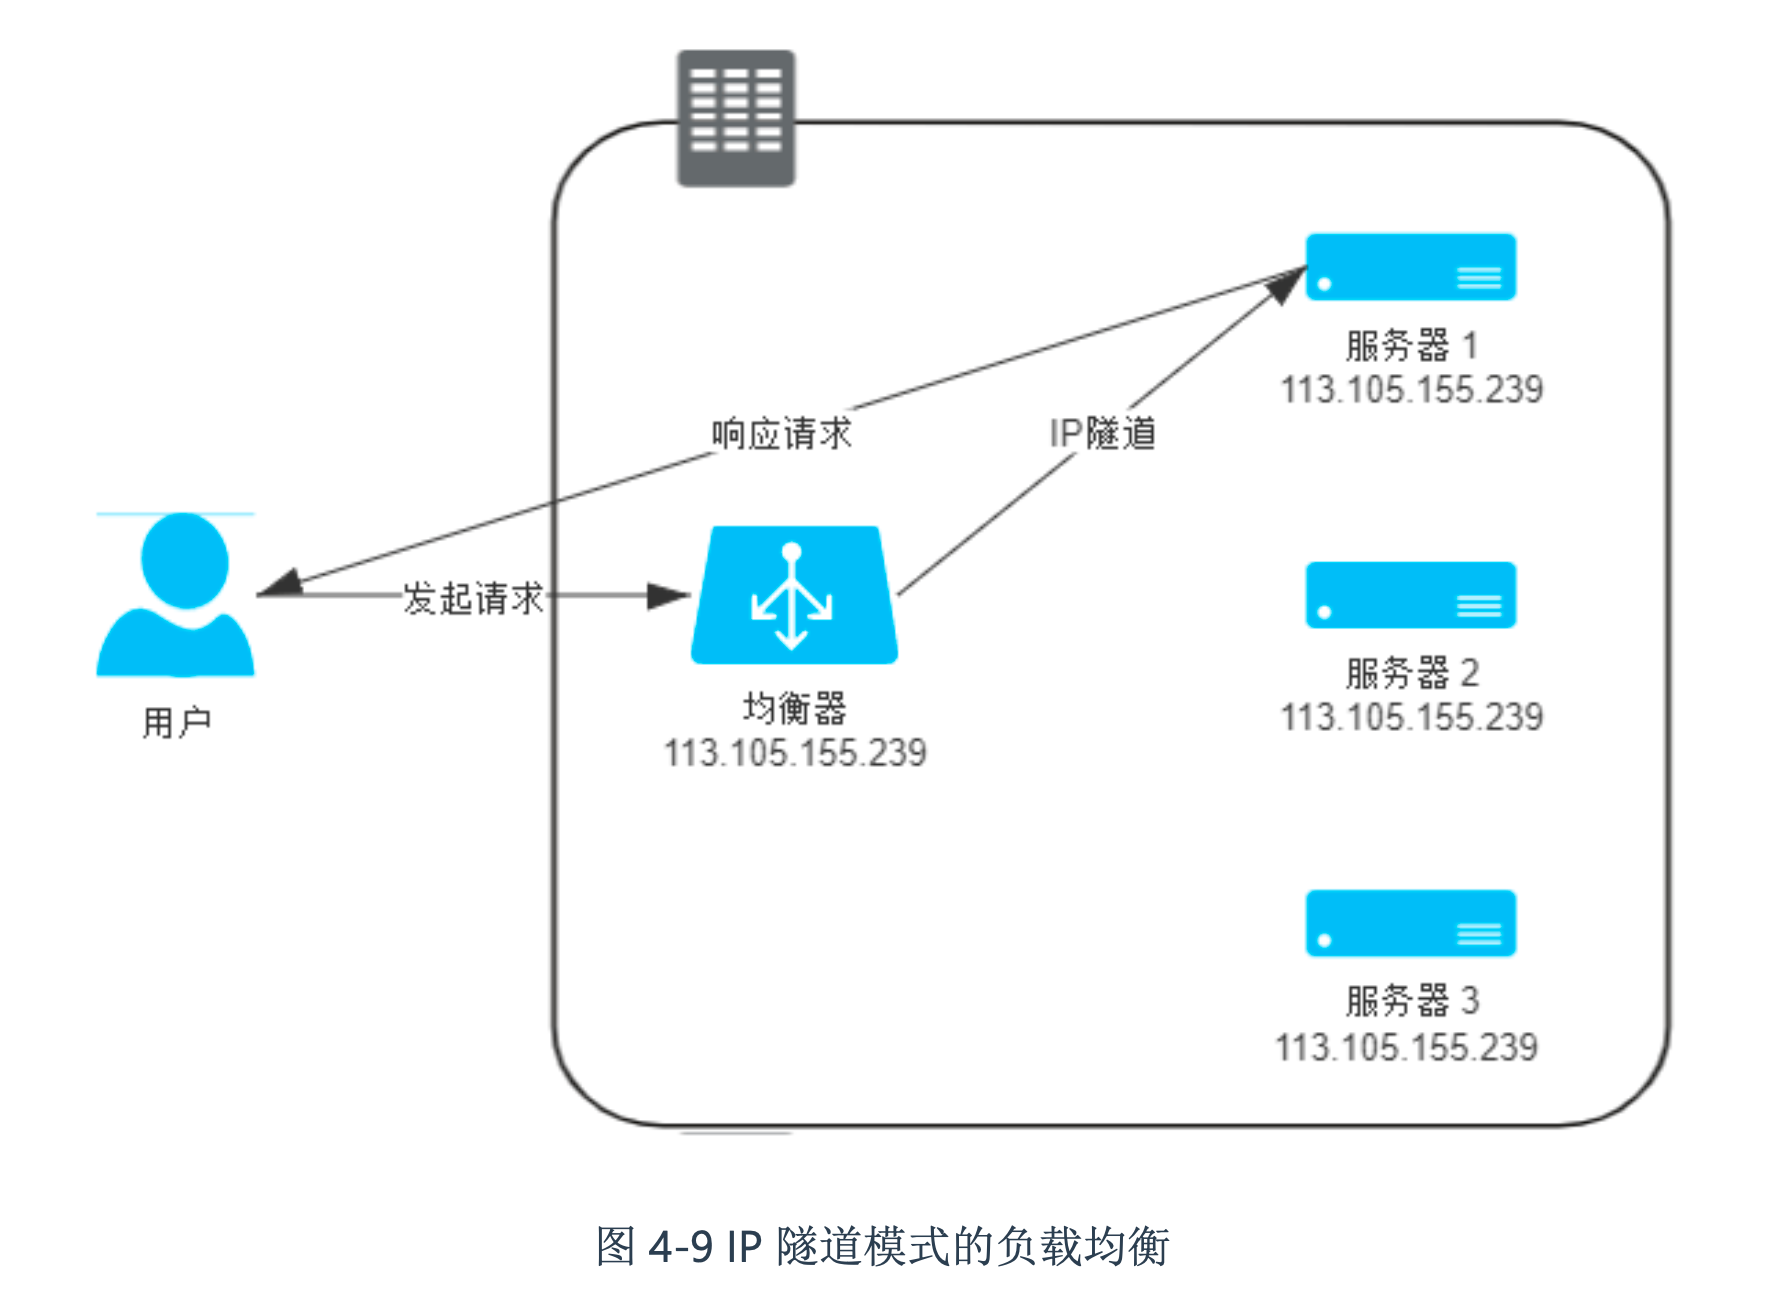 服务器 1
113.105.155.239
响应请求
IP隧道
发起请求
用户
均衡器
113.105.155.239
服务器 2
113.105.155.239
服务器 3
113.105.155.239
图 4-9 IP 隧道模式的负载均衡